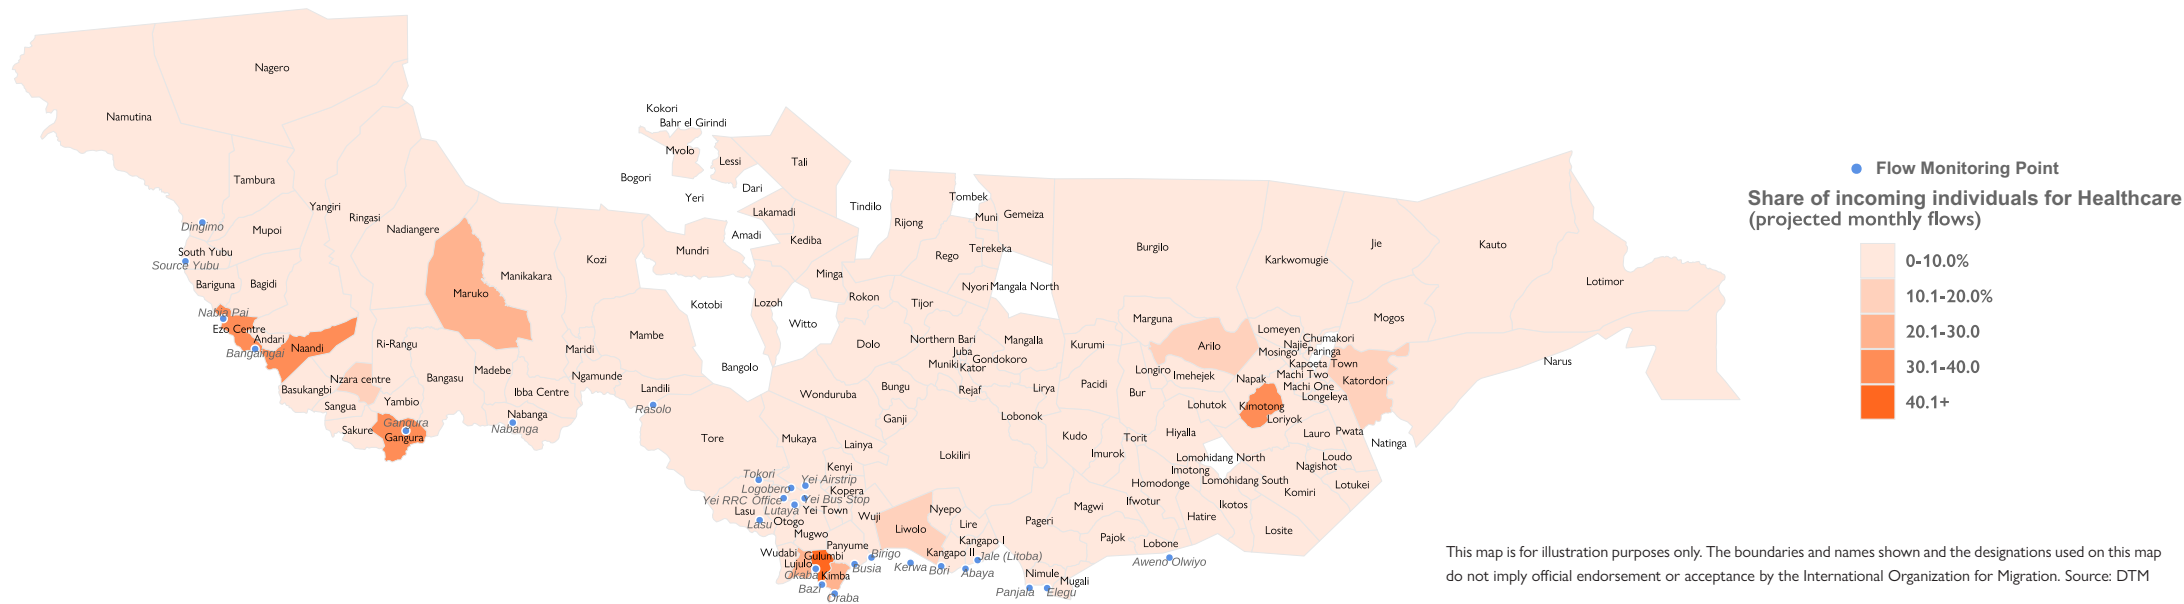 Nagero
Namutina
Kokori
Bahr el Girindi
Mvolo
Lessi
Tali
Flow Monitoring Point
Tambura
Bogori
Dari
Yeri
Share of incoming individuals for Healthcare
(projected monthly flows)
Yangiri
Ringasi
Nadiangere
Lakamadi
Tindilo
Tombek
Muni
Gemeiza
Rijong
Dingimo
Mupoi
Amadi
Kediba
Mundri
Terekeka
Rego
Burgilo
Karkwomugie
Jie
Kauto
South Yubu
Source Yubu
Kozi
0-10.0%
Bariguna
Bagidi
Manikakara
Minga
Nyori
Mangala North
Lotimor
Maruko
10.1-20.0%
Kotobi
Lozoh
Rokon
Tijor
Nabia Pai
Ezo Centre
Andari
Bangaingai
Naandi
Witto
Marguna
Mogos
20.1-30.0
Ri-Rangu
Maridi
Mambe
Dolo
Northern Bari
Juba
Mangalla
Kurumi
Arilo
Lomeyen
Chumakori
Najie
Mosingo
Paringa
Narus
Muniki
Kator
Gondokoro
Kapoeta Town
30.1-40.0
Nzara centre
Bangasu
Madebe
Ngamunde
Bangolo
Longiro
Imehejek
Napak
Machi Two
Katordori
Basukangbi
Ibba Centre
Landili
Wonduruba
Bungu
Rejaf
Lirya
Pacidi
Bur
Machi One
Longeleya
40.1+
Sangua
Yambio
Nabanga
Nabanga
Rasolo
Ganji
Lobonok
Lohutok
Kimotong
Loriyok
Sakure
Gangura
Gangura
Tore
Mukaya
Lainya
Kudo
Torit
Hiyalla
Lauro
Pwata
Natinga
Lokiliri
Imurok
Lomohidang North
Imotong
Loudo
Nagishot
Tokori
Kenyi
Yei Airstrip
Logobero
Kopera
Homodonge
Lomohidang South
Lotukei
Komiri
Yei RRC Office
Yei Bus Stop
Lasu
Lutaya
Yei Town
Wuji
Nyepo
Magwi
Ifwotur
Ikotos
Lasu
Otogo
Liwolo
Lire
Pageri
Hatire
Losite
Mugwo
Kangapo I
Pajok
Lobone
Panyume
Wudabi
Gulumbi
Birigo
Kangapo II
Jale (Litoba)
Aweno Olwiyo
Lujulo
Okaba
Kimba
Busia
Kerwa
Bori
Abaya
Nimule
Mugali
Bazi
Oraba
Panjala
Elegu
This map is for illustration purposes only. The boundaries and names shown and the designations used on this map
do not imply official endorsement or acceptance by the International Organization for Migration. Source: DTM